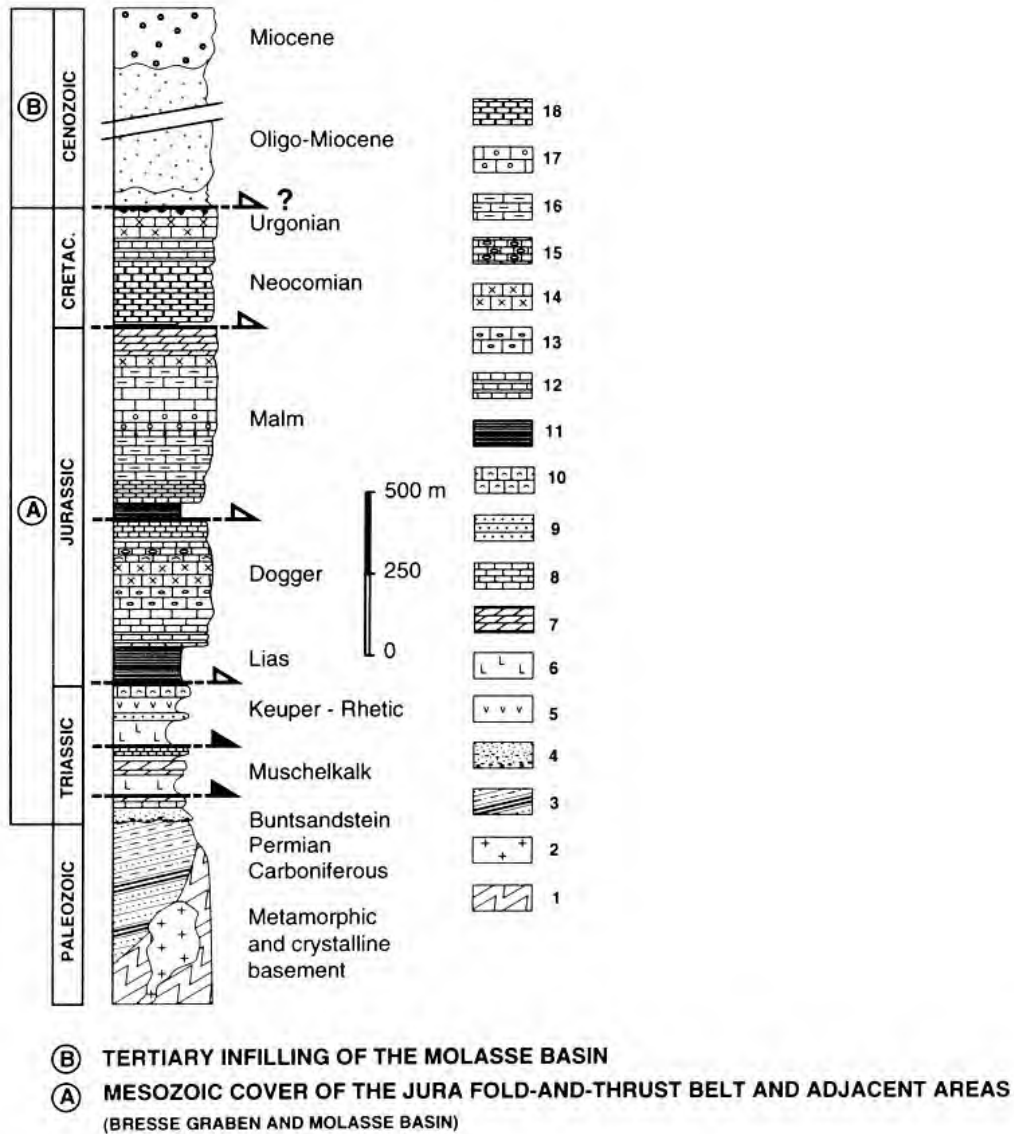 B
CENOZOIC
Miocene
Oligo-Miocene
?
A
CRETAC.
Urgonian
Neocomian
JURASSIC
Malm
Dogger
Lias
TRIASSIC
Keuper - Rhetic
Muschelkalk
Buntsandstein
PALEOZOIC
Permian
Carboniferous
Metamorphic
and crystalline
basement
500 m
250
0
18
17
16
15
14
13
12
11
10
9
8
7
6
5
4
3
2
1
B TERTIARY INFILLING OF THE MOLASSE BASIN
A MESOZOIC COVER OF THE JURA FOLD-AND-THRUST BELT AND ADJACENT AREAS
(BRESSE GRABEN AND MOLASSE BASIN)